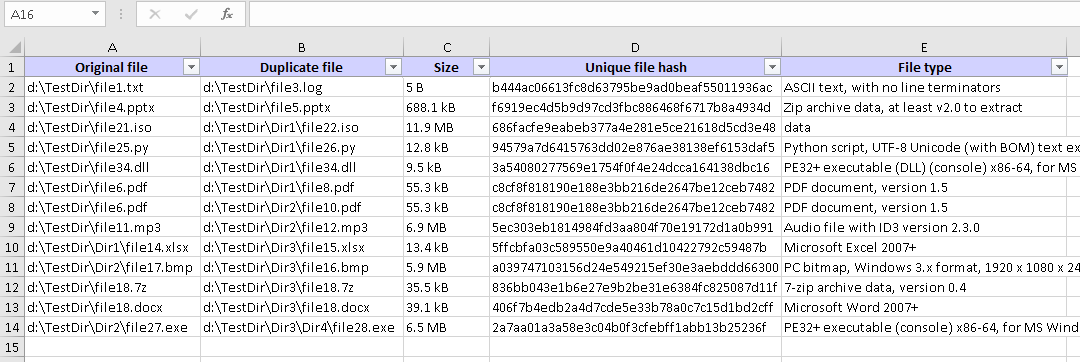 A16 fx
A B C D E
1 Original file Duplicate file Size Unique file hash File type
2 d:\TestDir\file1.txt d:\TestDir\file3.log 5 B b444ac06613fc8d63795be9ad0beaf55011936ac ASCII text, with no line terminators
3 d:\TestDir\file4.pptx d:\TestDir\file5.pptx 688.1 kB f6919ec4d5b9d97cd3fbc886468f6717b8a4934d Zip archive data, at least v2.0 to extract
4 d:\TestDir\file21.iso d:\TestDir\Dir1\file22.iso 11.9 MB 686facfe9eabeb377a4e281e5ce21618d5cd3e48 data
5 d:\TestDir\file25.py d:\TestDir\Dir1\file26.py 12.8 kB 94579a7d6415763dd02e876ae38138ef6153daf5 Python script, UTF-8 Unicode (with BOM) text ex
6 d:\TestDir\file34.dll d:\TestDir\Dir1\file34.dll 9.5 kB 3a54080277569e1754f0f4e24dcca164138dbc16 PE32+ executable (DLL) (console) x86-64, for MS
7 d:\TestDir\file6.pdf d:\TestDir\Dir1\file8.pdf 55.3 kB c8cf8f818190e188e3bb216de2647be12ceb7482 PDF document, version 1.5
8 d:\TestDir\file6.pdf d:\TestDir\Dir2\file10.pdf 55.3 kB c8cf8f818190e188e3bb216de2647be12ceb7482 PDF document, version 1.5
9 d:\TestDir\file11.mp3 d:\TestDir\Dir2\file12.mp3 6.9 MB 5ec303eb1814984fd3aa804f70e19172d1a0b991 Audio file with ID3 version 2.3.0
10 d:\TestDir\Dir1\file14.xlsx d:\TestDir\Dir3\file15.xlsx 13.4 kB 5ffcbfa03c589550e9a40461d10422792c59487b Microsoft Excel 2007+
11 d:\TestDir\Dir2\file17.bmp d:\TestDir\Dir3\file16.bmp 5.9 MB a039747103156d24e549215ef30e3aebddd66300 PC bitmap, Windows 3.x format, 1920 x 1080 x 24
12 d:\TestDir\file18.7z d:\TestDir\Dir3\file18.7z 35.5 kB 836bb043e1b6e27e9b2be31e6384fc825087d11f 7-zip archive data, version 0.4
13 d:\TestDir\file18.docx d:\TestDir\Dir3\file18.docx 39.1 kB 406f7b4edb2a4d7cde5e33b78a0c7c15d1bd2cff Microsoft Word 2007+
14 d:\TestDir\Dir2\file27.exe d:\TestDir\Dir3\Dir4\file28.exe 6.5 MB 2a7aa01a3a58e3c04b0f3cfebff1abb13b25236f PE32+ executable (console) x86-64, for MS Wind
15